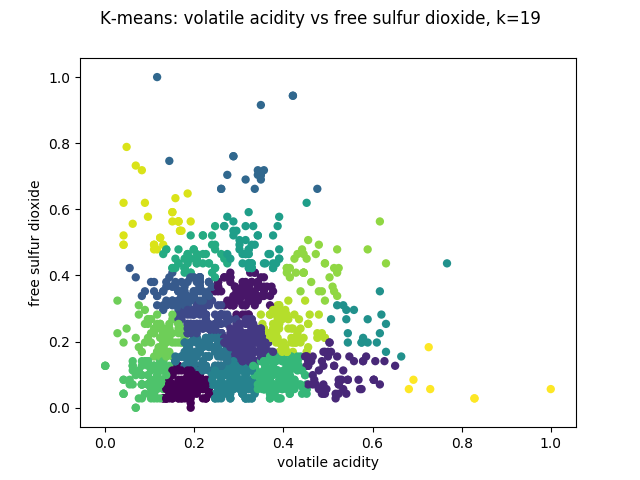 K-means: volatile acidity vs free sulfur dioxide, k=19
1.0
0.8
0.6
0.4
0.2
0.0
free sulfur dioxide
0.0 0.2 0.4 0.6 0.8 1.0
volatile acidity